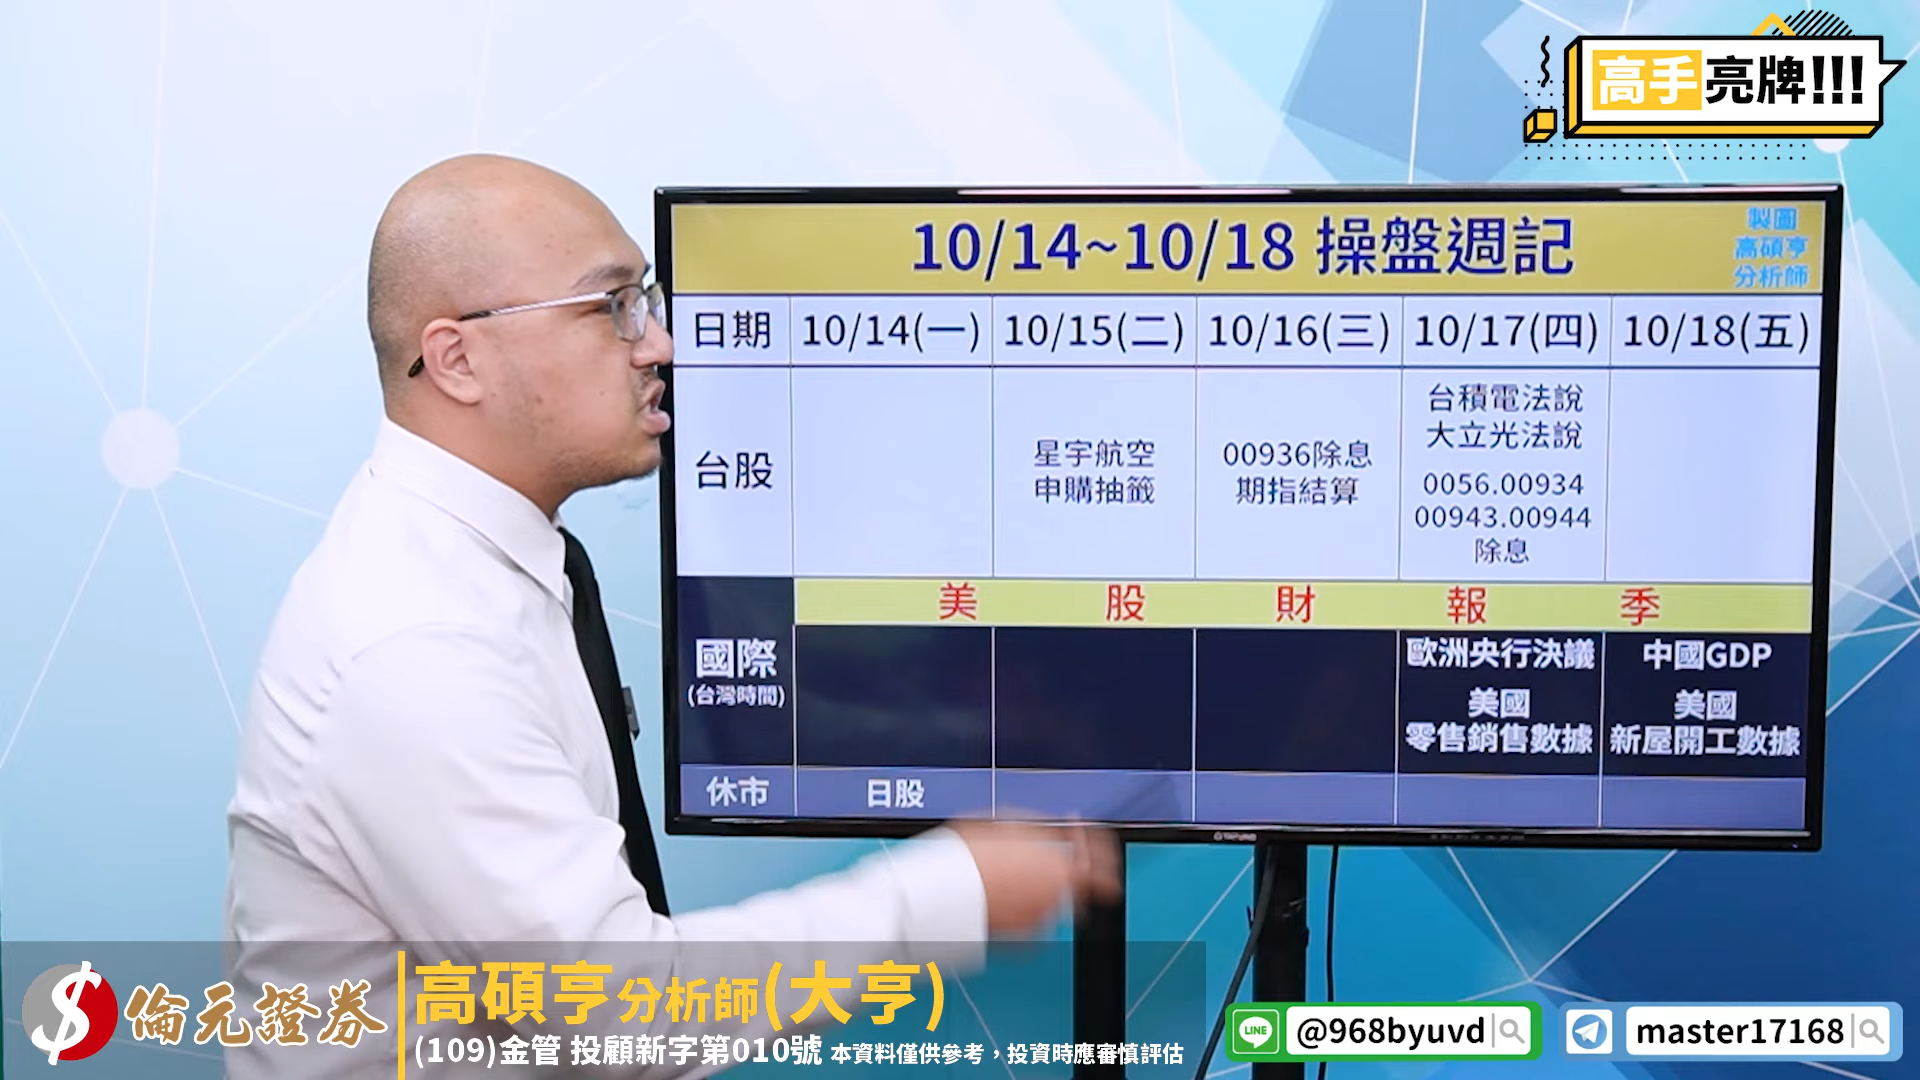 高手亮牌!!!
10/14~10/18 操盤週記
製圖
高碩亨
分析師
日期 10/14(一) 10/15(二) 10/16(三) 10/17(四) 10/18(五)
台股
星宇航空
申購抽籤
00936除息
期指結算
台積電法說
大立光法說
0056.00934
00943.00944
除息
美股財報季
國際
(台灣時間)
歐洲央行決議
美國
零售銷售數據
中國GDP
美國
新屋開工數據
休市 日股
倫元證券
高碩亨分析師(大亨)
(109)金管 投顧新字第010號 本資料僅供參考，投資時應審慎評估
LINE @968byuvd
master17168